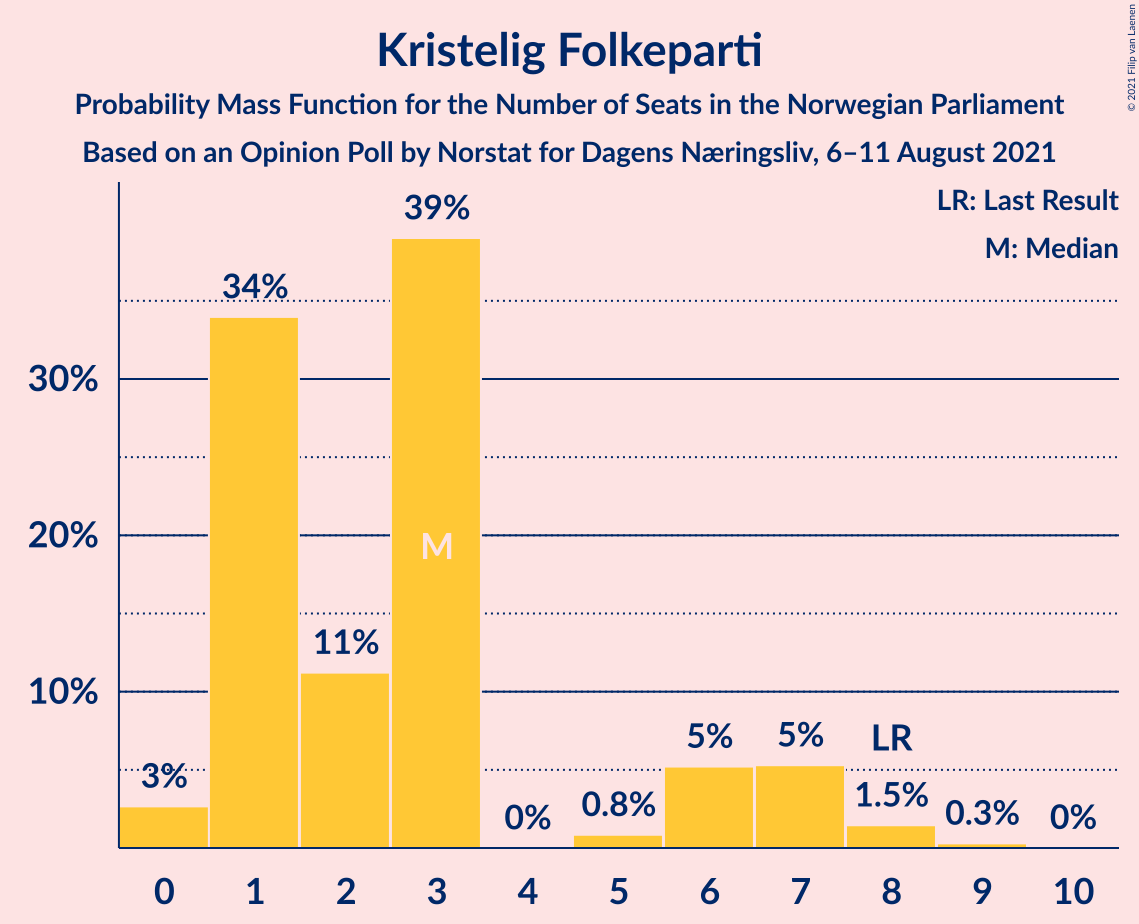 Kristelig Folkeparti
Probability Mass Function for the Number of Seats in the Norwegian Parliament
Based on an Opinion Poll by Norstat for Dagens Næringsliv, 6–11 August 2021
© 2021 Filip van Laenen
LR: Last Result
M: Median
39%
34%
30%
20%
M
11%
10%
3%
5%
5%
LR
0%
0.8%
1.5%
0.3%
0%
0 1 2 3 4 5 6 7 8 9 10